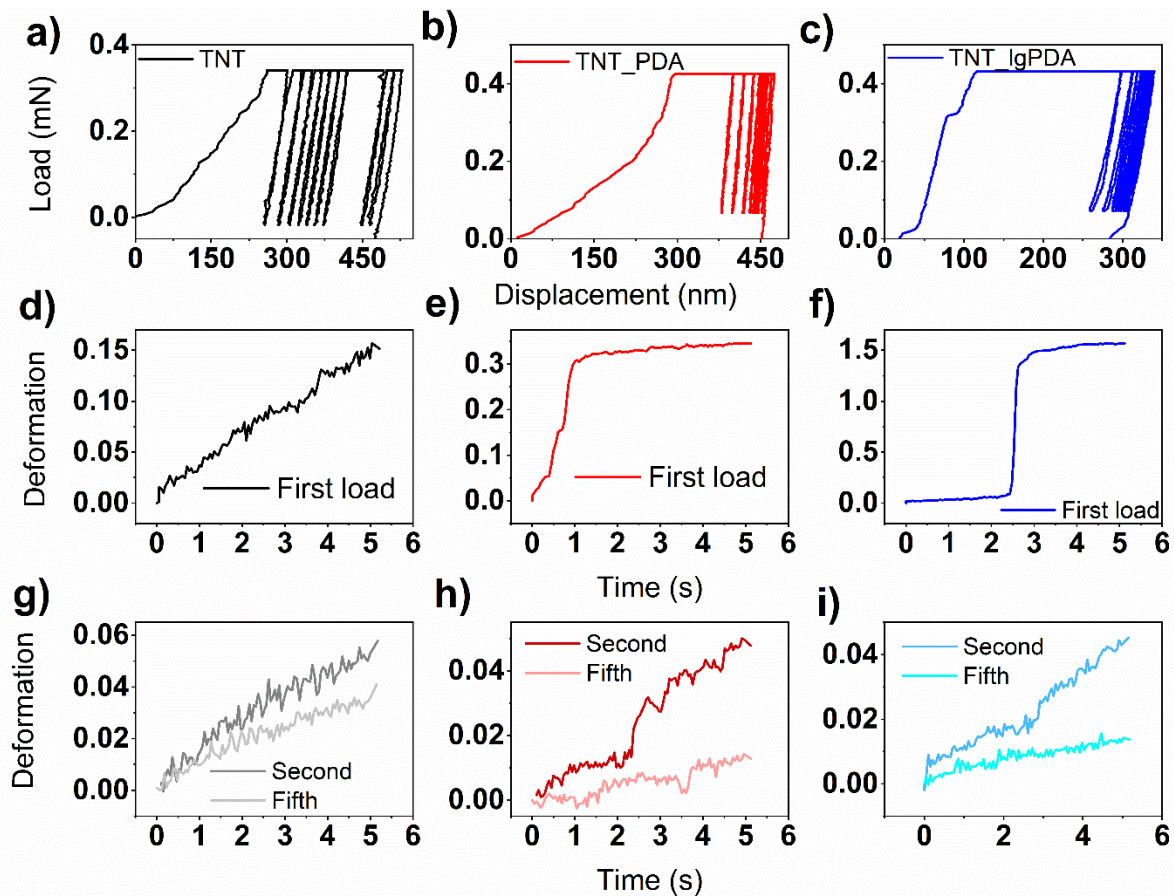 a)
b)
c)
TNT
TNT_PDA
TNT_lgPDA
Load (mN)
0.4
0.2
0.0
0.4
0.2
0.0
0.4
0.2
0.0
0 150 300 450
0 150 300 450
0 100 200 300
Displacement (nm)
d)
e)
f)
Deformation
0.15
0.10
0.05
0.00
0.3
0.2
0.1
0.0
1.5
1.0
0.5
0.0
First load
First load
First load
0 1 2 3 4 5 6
0 1 2 3 4 5 6
0 1 2 3 4 5 6
Time (s)
g)
h)
i)
Deformation
0.06
0.04
0.02
0.00
0.04
0.02
0.00
0.04
0.02
0.00
Second
Fifth
Second
Fifth
Second
Fifth
0 1 2 3 4 5 6
0 1 2 3 4 5 6
0 2 4 6
Time (s)